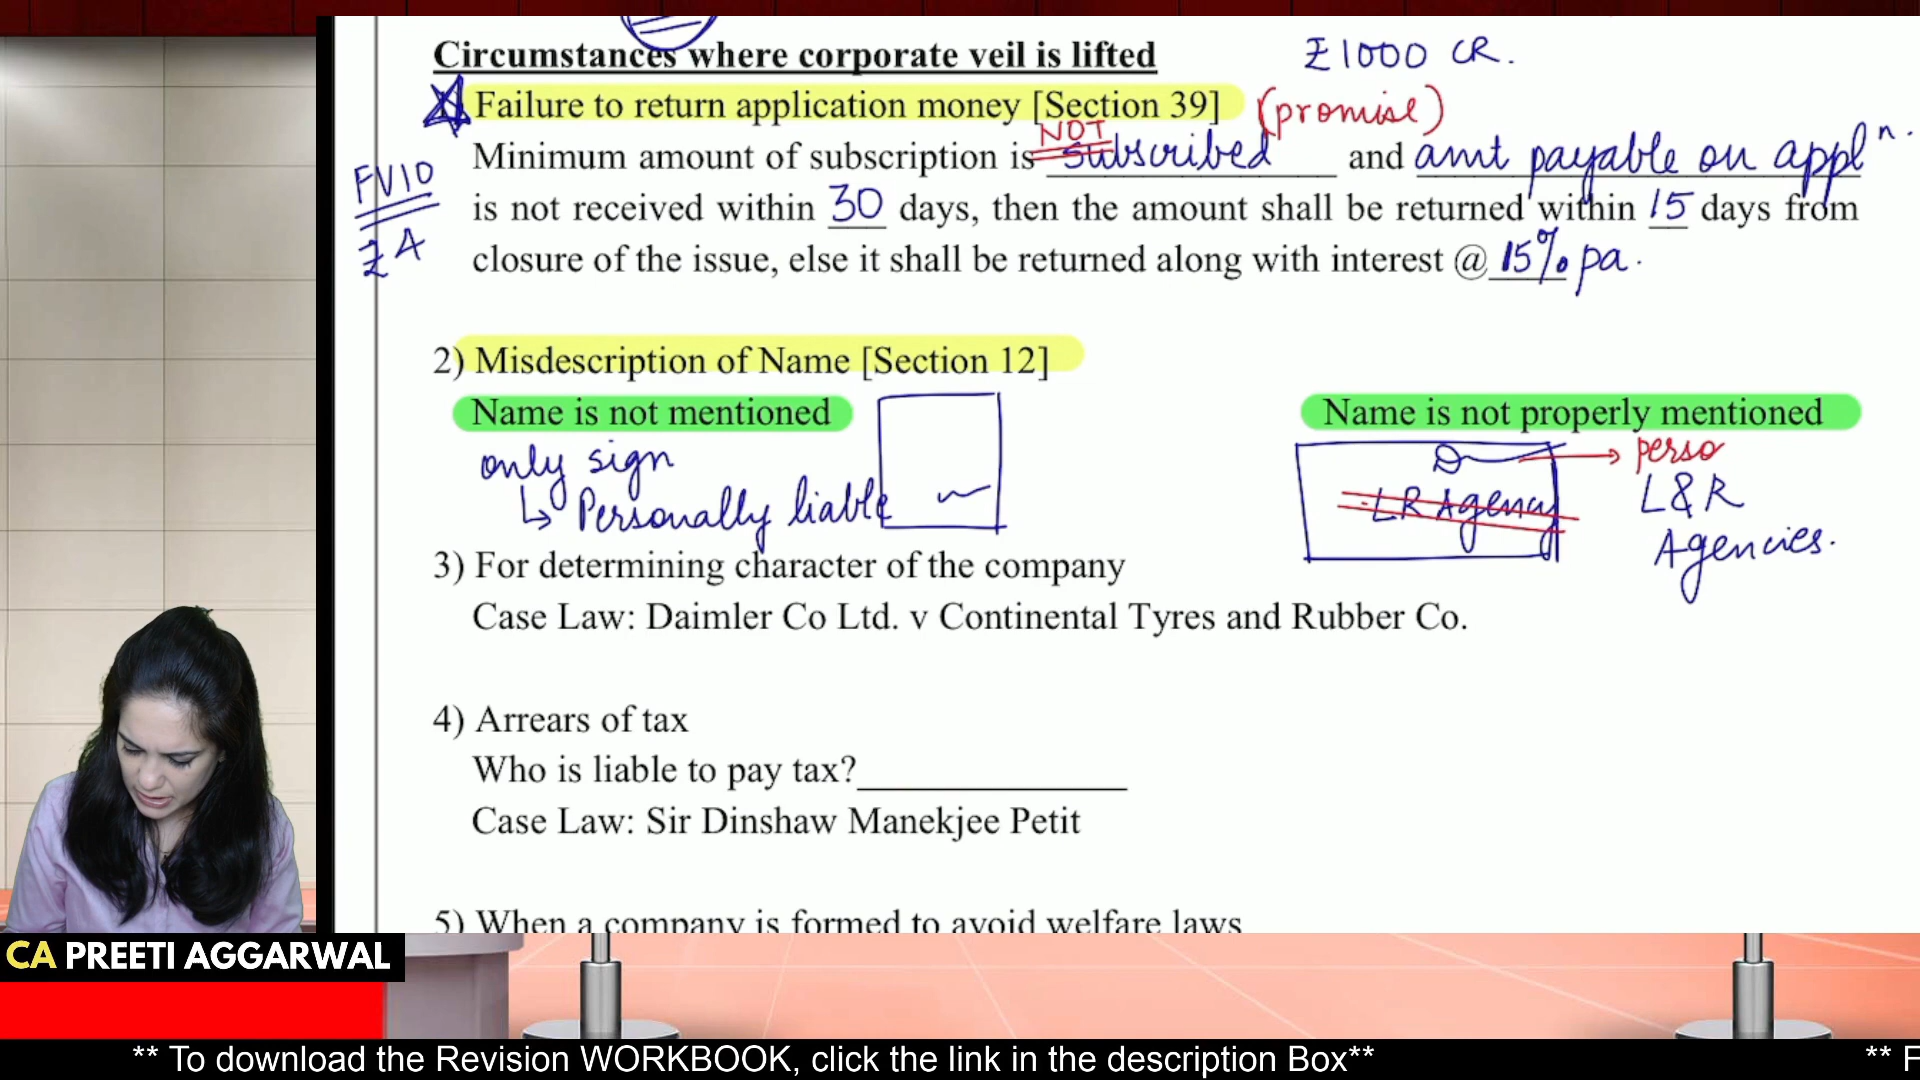 Circumstances where corporate veil is lifted
₹1000 CR.
1) Failure to return application money [Section 39] (promise)
NOT
Minimum amount of subscription is subscribed and amt payable on applⁿ.
FV10
is not received within 30 days, then the amount shall be returned within 15 days from
₹4
closure of the issue, else it shall be returned along with interest @ 15% pa.
2) Misdescription of Name [Section 12]
Name is not mentioned
Name is not properly mentioned
only sign
↳ Personally liable
D → perso
LR Agency
L&R
Agencies.
3) For determining character of the company
Case Law: Daimler Co Ltd. v Continental Tyres and Rubber Co.
4) Arrears of tax
Who is liable to pay tax?______________
Case Law: Sir Dinshaw Manekjee Petit
5) When a company is formed to avoid welfare laws
CA PREETI AGGARWAL
** To download the Revision WORKBOOK, click the link in the description Box** ** F